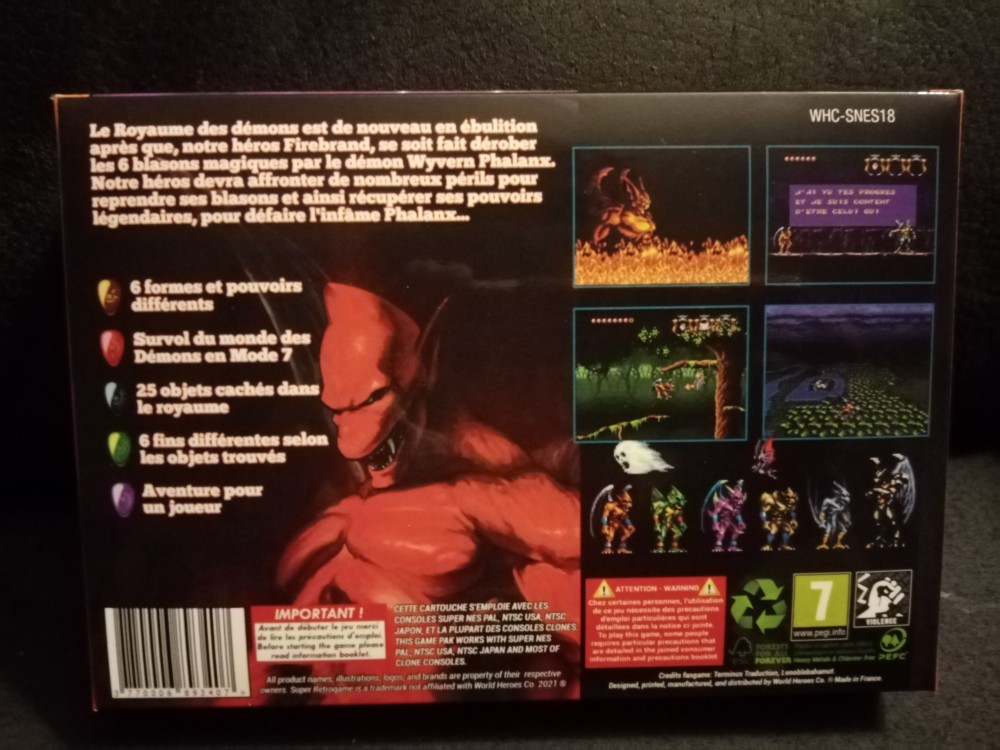 Le Royaume des démons est de nouveau en ébulition
après que, notre héros Firebrand, se soit fait dérober
les 6 blasons magiques par le démon Wyvern Phalanx.
Notre héros devra affronter de nombreux périls pour
reprendre ses blasons et ainsi récupérer ses pouvoirs
légendaires, pour défaire l'infâme Phalanx...
6 formes et pouvoirs
différents
Survol du monde des
Démons en Mode 7
25 objets cachés dans
le royaume
6 fins différentes selon
les objets trouvés
Aventure pour
un joueur
WHC-SNES18
J'AI VU TES PROGRES
ET JE SUIS CONTENT
D'ETRE CELUI QUI
IMPORTANT !
Avant de débuter le jeu merci
de lire les précautions d'emploi.
Before starting the game please
read information booklet.
CETTE CARTOUCHE S'EMPLOIE AVEC LES
CONSOLES SUPER NES PAL, NTSC USA, NTSC
JAPON, ET LA PLUPART DES CONSOLES CLONES.
THIS GAME PAK WORKS WITH SUPER NES
PAL, NTSC USA, NTSC JAPAN AND MOST OF
CLONE CONSOLES.
All product names, illustrations, logos, and brands are property of their respective
owners. Super Retrogame is a trademark not affiliated with World Heroes Co. 2021 ®
ATTENTION - WARNING
Chez certaines personnes, l'utilisation
de ce jeu nécessite des précautions
d'emploi particulières qui sont
détaillées dans la notice ci-jointe.
To play this game, some people
requires particular precautions that
are detailed in the joined consumer
information and precautions booklet
7
www.pegi.info
VIOLENCE
FSC
FORESTS
FOR ALL
FOREVER
Heavy Metals & Chlorine Free
PEFC
Credits fangame: Terminus Traduction,
Designed, printed, manufactured, and distributed by World Heroes Co. ® Made in France.